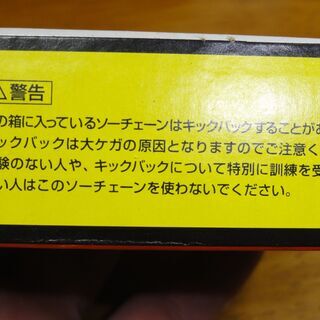 ⚠警告
の箱に入っているソーチェーンはキックバックすることがあ
ックバックは大ケガの原因となりますのでご注意く
験のない人や、キックバックについて特別に訓練を受
い人はこのソーチェーンを使わないでください。